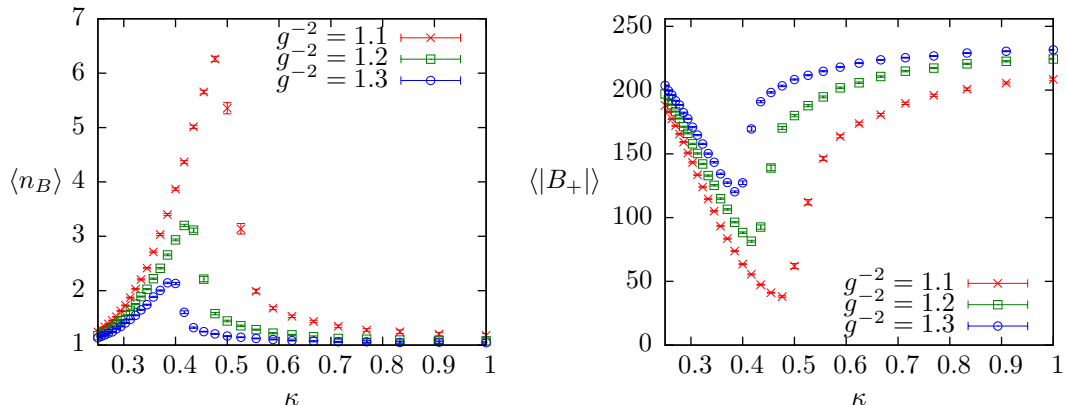 7
6
5
4
3
2
1
⟨n_B⟩
g^{-2} = 1.1
g^{-2} = 1.2
g^{-2} = 1.3
0.3 0.4 0.5 0.6 0.7 0.8 0.9 1
κ
250
200
150
100
50
0
⟨|B_+|⟩
g^{-2} = 1.1
g^{-2} = 1.2
g^{-2} = 1.3
0.3 0.4 0.5 0.6 0.7 0.8 0.9 1
κ